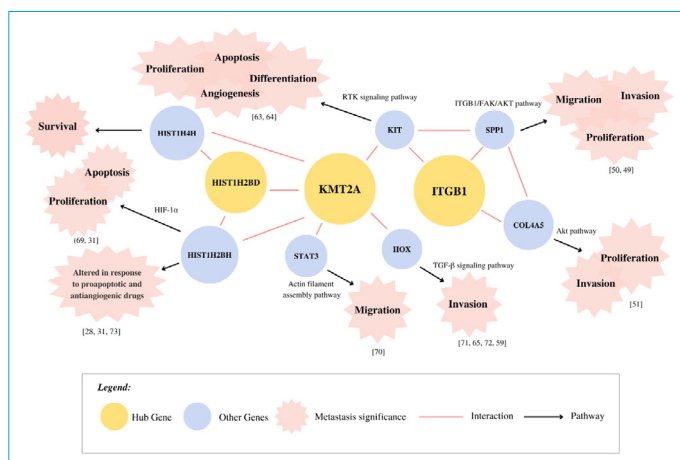 Apoptosis
Proliferation
Differentiation
Angiogenesis
[63, 64]
RTK signaling pathway
ITGB1/FAK/AKT pathway
Migration
Invasion
Proliferation
[50, 49]
Survival
HIST1H4H
KIT
SPP1
Apoptosis
Proliferation
(69, 31]
HIF-1α
HIST1H2BD
KMT2A
ITGB1
COL4A5
Akt pathway
Proliferation
Invasion
[51]
HIST1H2BH
STAT3
HOX
Altered in response
to proapoptotic and
antiangiogenic drugs
[28, 31, 73]
Actin filament
assembly pathway
TGF-β signaling pathway
Migration
[70]
Invasion
[71, 65, 72, 59]
Legend:
Hub Gene
Other Genes
Metastasis significance
Interaction
Pathway